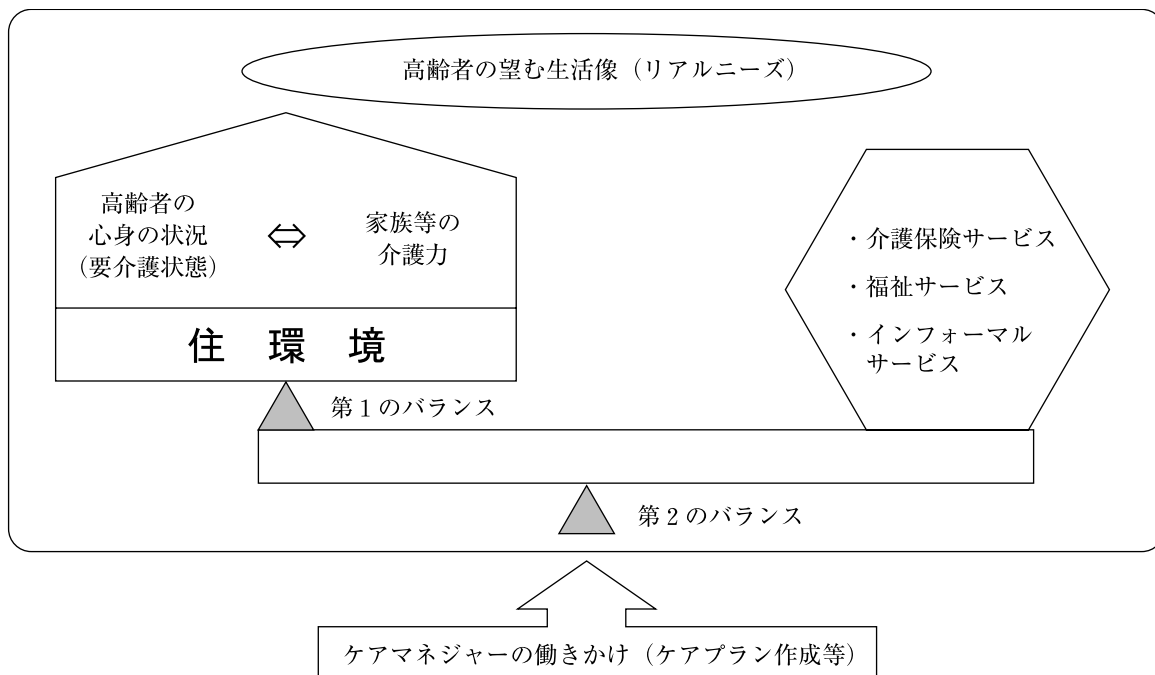 高齢者の望む生活像（リアルニーズ）
高齢者の
心身の状況
（要介護状態）
⇔
家族等の
介護力
住環境
・介護保険サービス
・福祉サービス
・インフォーマル
サービス
第１のバランス
第２のバランス
ケアマネジャーの働きかけ（ケアプラン作成等）